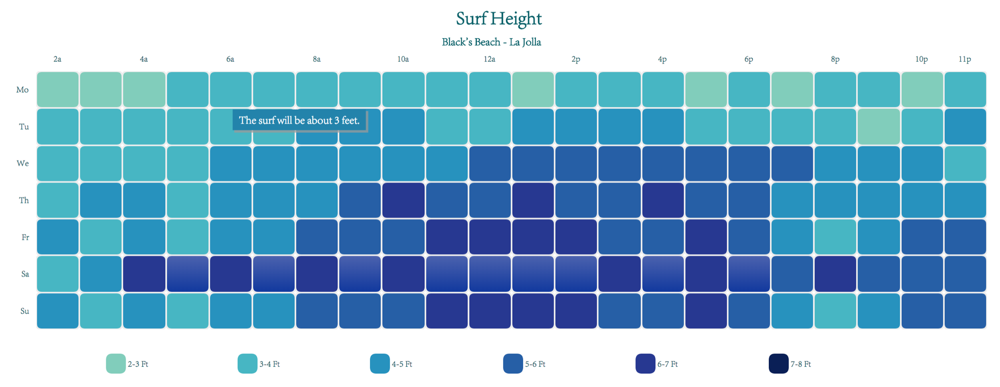 Surf Height
Black's Beach - La Jolla
2a 4a 6a 8a 10a 12a 2p 4p 6p 8p 10p 11p
Mo
Tu
The surf will be about 3 feet.
We
Th
Fr
Sa
Su
2-3 Ft 3-4 Ft 4-5 Ft 5-6 Ft 6-7 Ft 7-8 Ft